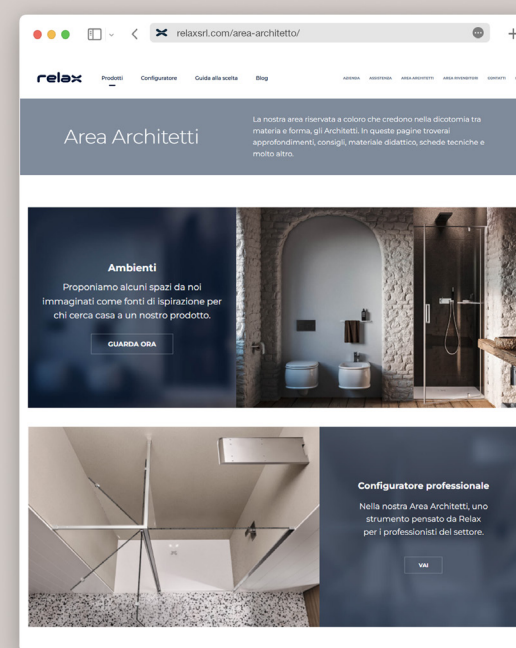 relaxsrl.com/area-architetto/
relax
Prodotti Configuratore Guida alla scelta Blog AZIENDA ASSISTENZA AREA ARCHITETTI AREA RIVENDITORI CONTATTI
Area Architetti
La nostra area riservata a coloro che credono nella dicotomia tra
materia e forma, gli Architetti. In queste pagine troverai
approfondimenti, consigli, materiale didattico, schede tecniche e
molto altro.
Ambienti
Proponiamo alcuni spazi da noi
immaginati come fonti di ispirazione per
chi cerca casa a un nostro prodotto.
GUARDA ORA
Configuratore professionale
Nella nostra Area Architetti, uno
strumento pensato da Relax
per i professionisti del settore.
VAI